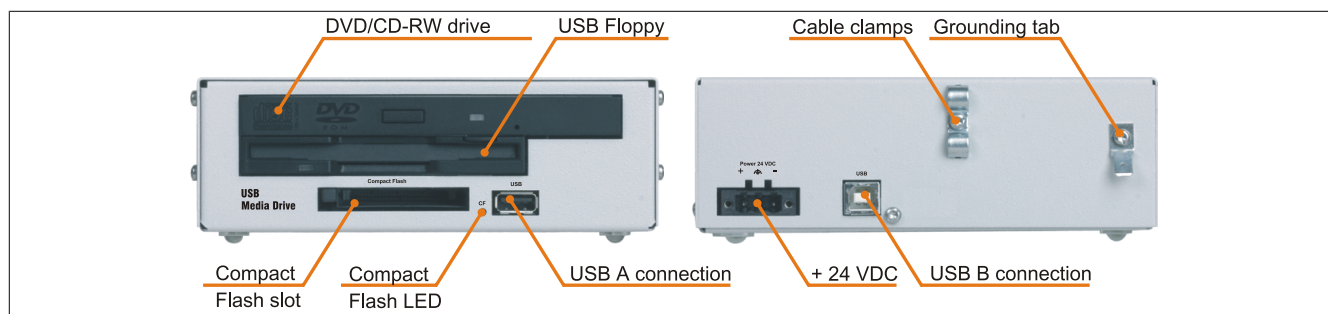 DVD/CD-RW drive
USB Floppy
Cable clamps
Grounding tab
DVD
ROM
Compact Flash
USB
Media Drive
CF
USB
Power 24 VDC
+ -
USB
Compact
Flash slot
Compact
Flash LED
USB A connection
+ 24 VDC
USB B connection